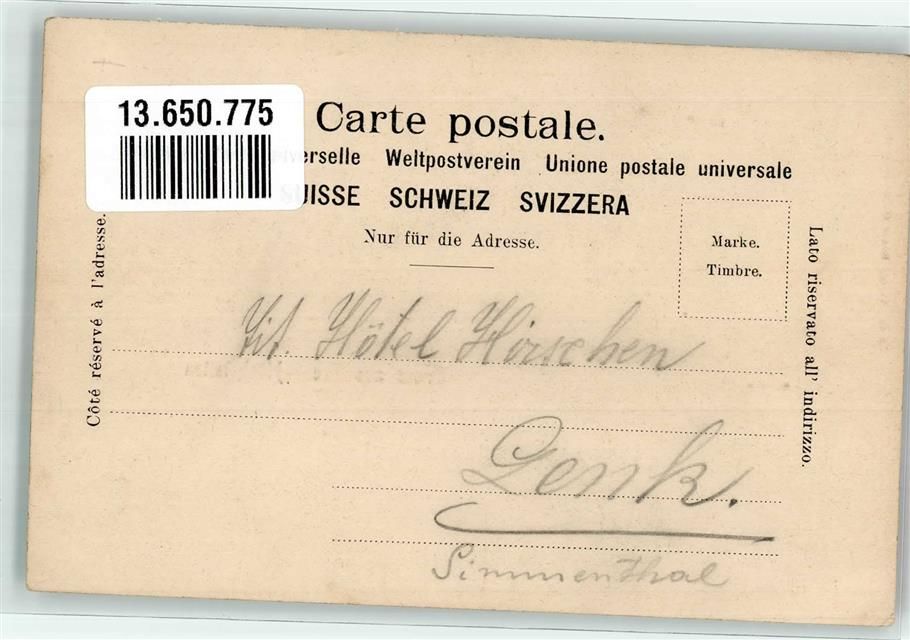 13.650.775
Carte postale.
verselle Weltpostverein Unione postale universale
SUISSE SCHWEIZ SVIZZERA
Nur für die Adresse.
Marke.
Timbre.
Côté réservé à l'adresse.
Lato riservato all' indirizzo.
Tit. Hôtel Hirschen
Lenk.
Simmenthal